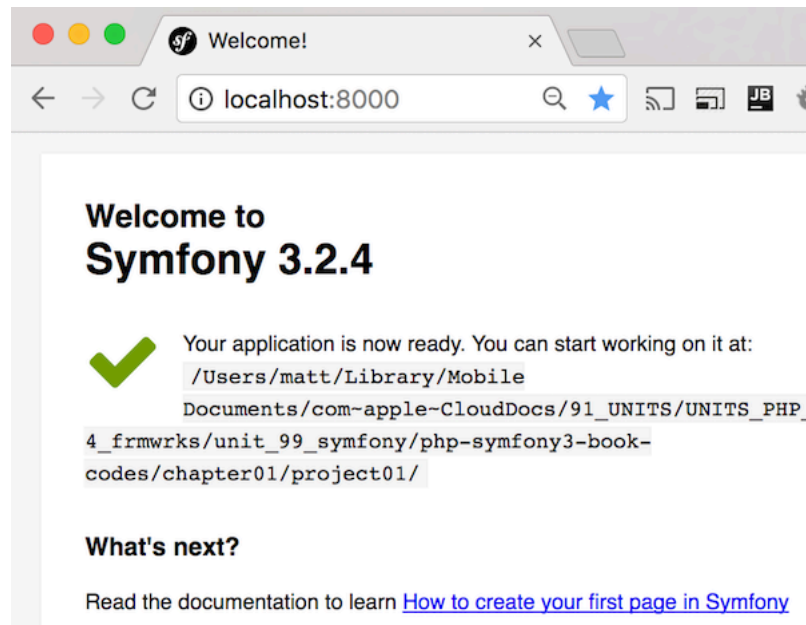 Welcome!
localhost:8000
JB
Welcome to
Symfony 3.2.4
Your application is now ready. You can start working on it at:
/Users/matt/Library/Mobile
Documents/com~apple~CloudDocs/91_UNITS/UNITS_PHP_
4_frmwrks/unit_99_symfony/php-symfony3-book-
codes/chapter01/project01/
What's next?
Read the documentation to learn How to create your first page in Symfony